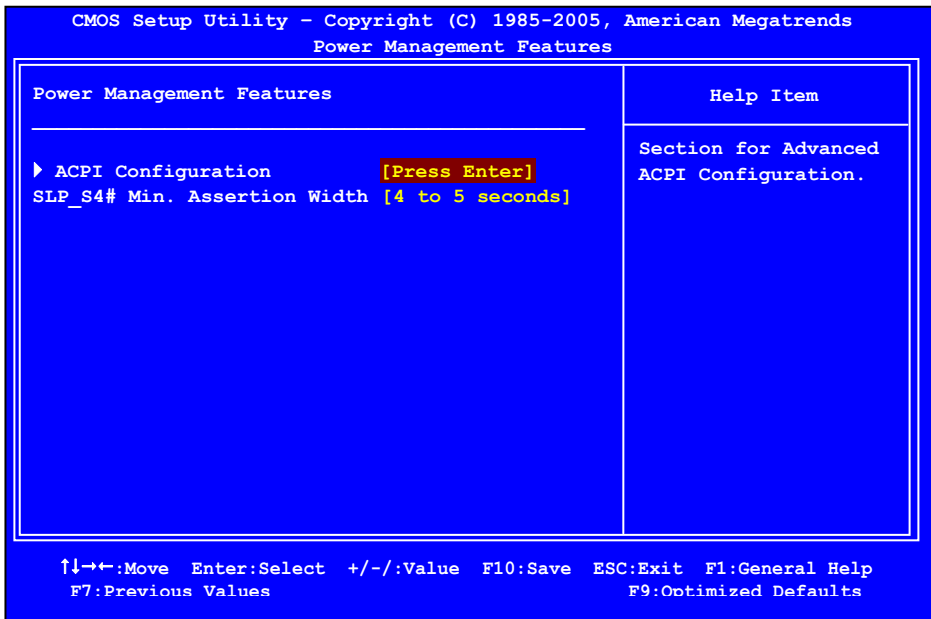 CMOS Setup Utility – Copyright (C) 1985-2005, American Megatrends
Power Management Features
Power Management Features
Help Item
ACPI Configuration [Press Enter]
SLP_S4# Min. Assertion Width [4 to 5 seconds]
Section for Advanced
ACPI Configuration.
↑↓→←:Move Enter:Select +/-/:Value F10:Save ESC:Exit F1:General Help
F7:Previous Values F9:Optimized Defaults